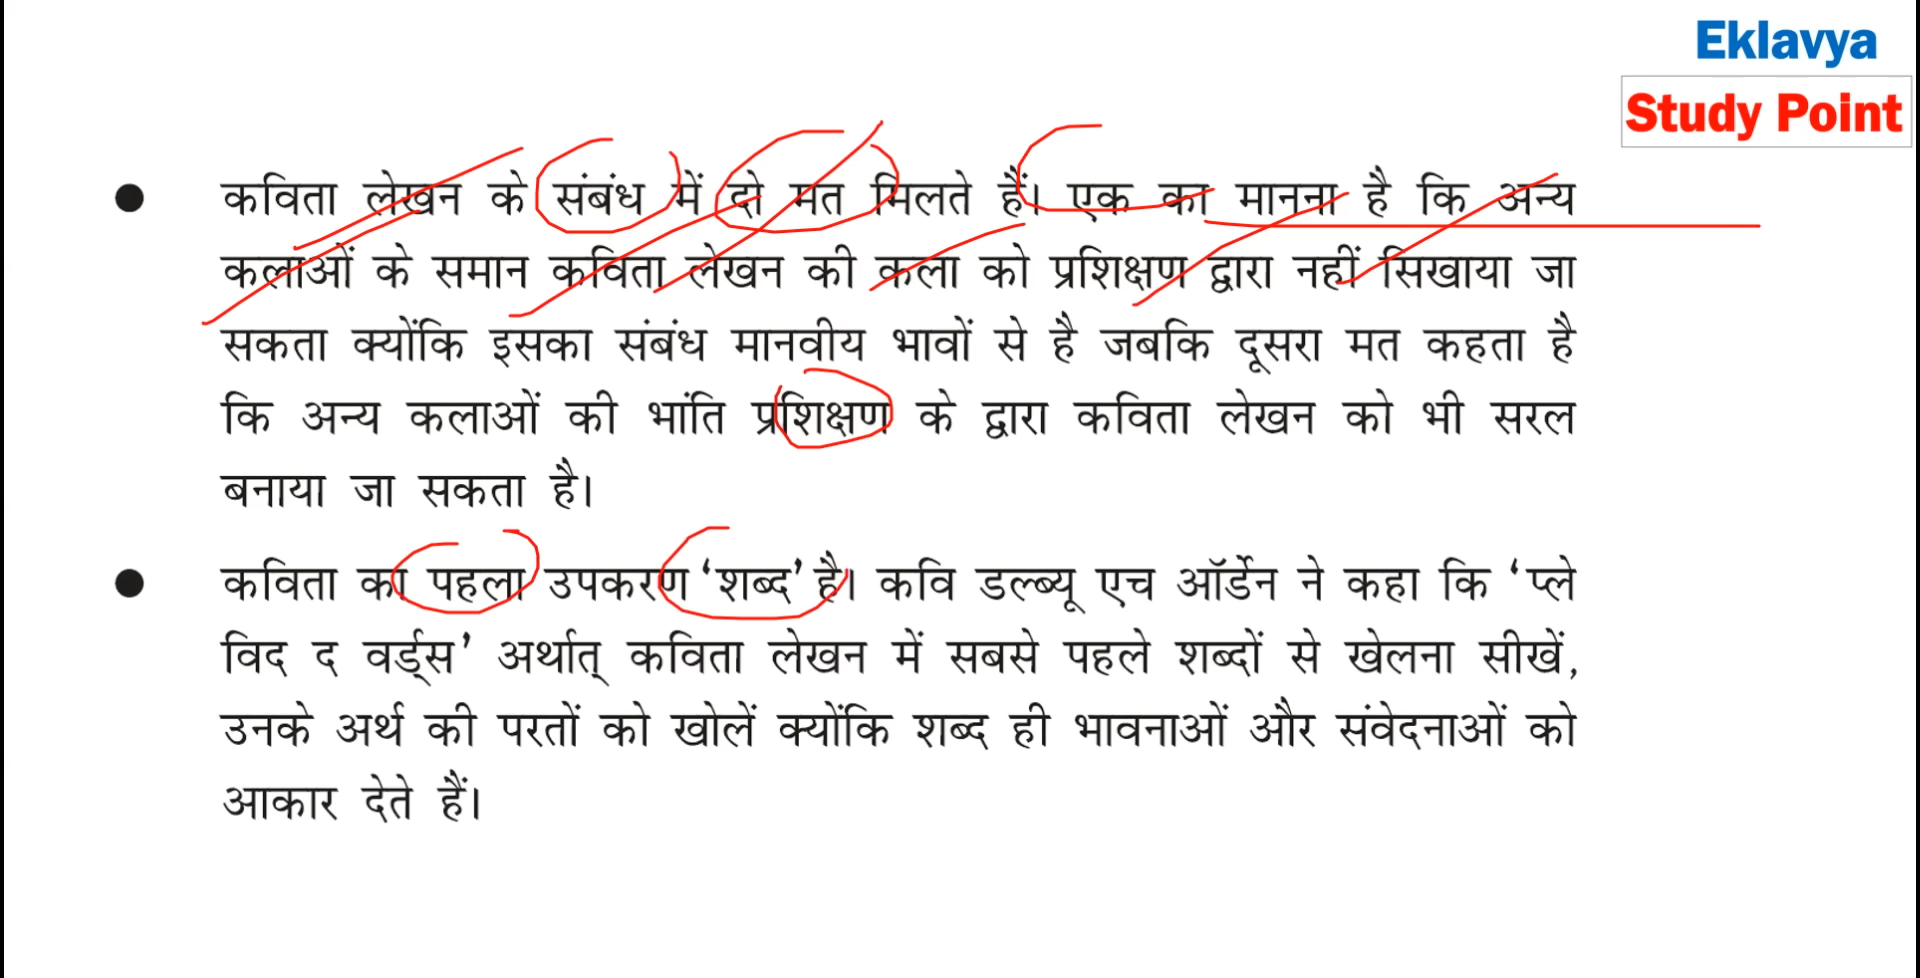 Eklavya
Study Point
● कविता लेखन के संबंध में दो मत मिलते हैं। एक का मानना है कि अन्य
कलाओं के समान कविता लेखन की कला को प्रशिक्षण द्वारा नहीं सिखाया जा
सकता क्योंकि इसका संबंध मानवीय भावों से है जबकि दूसरा मत कहता है
कि अन्य कलाओं की भांति प्रशिक्षण के द्वारा कविता लेखन को भी सरल
बनाया जा सकता है।
● कविता का पहला उपकरण ‘शब्द’ है। कवि डल्ब्यू एच ऑर्डेन ने कहा कि ‘प्ले
विद द वर्ड्स’ अर्थात् कविता लेखन में सबसे पहले शब्दों से खेलना सीखें,
उनके अर्थ की परतों को खोलें क्योंकि शब्द ही भावनाओं और संवेदनाओं को
आकार देते हैं।